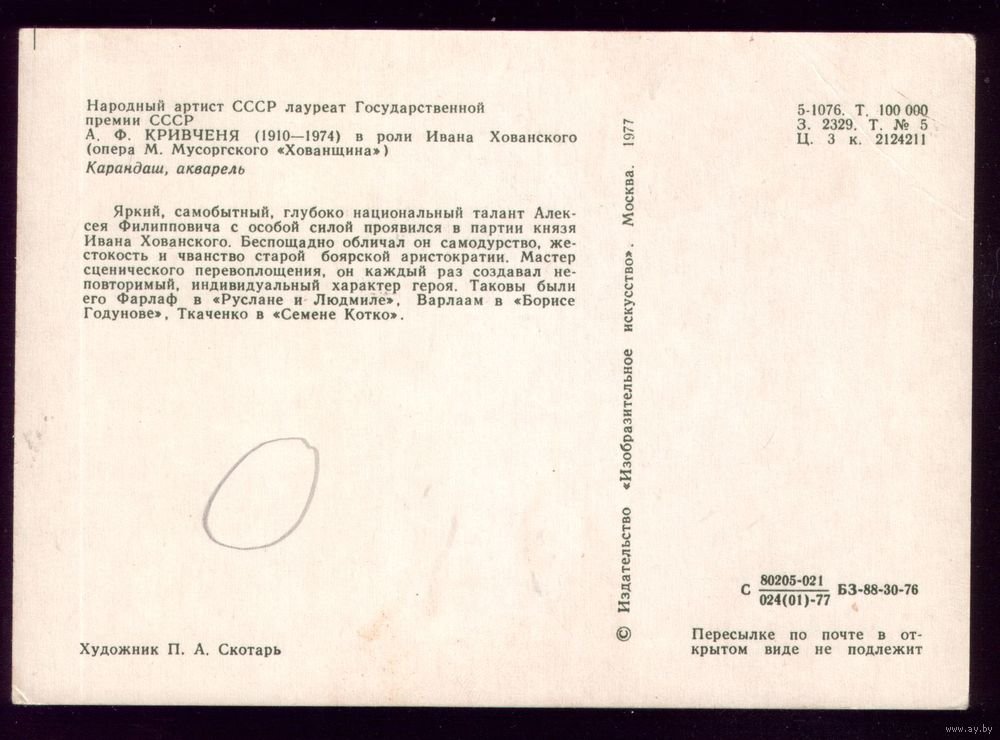 Народный артист СССР лауреат Государственной
премии СССР
А. Ф. КРИВЧЕНЯ (1910—1974) в роли Ивана Хованского
(опера М. Мусоргского «Хованщина»)
Карандаш, акварель
Яркий, самобытный, глубоко национальный талант Алек-
сея Филипповича с особой силой проявился в партии князя
Ивана Хованского. Беспощадно обличал он самодурство, же-
стокость и чванство старой боярской аристократии. Мастер
сценического перевоплощения, он каждый раз создавал не-
повторимый, индивидуальный характер героя. Таковы были
его Фарлаф в «Руслане и Людмиле», Варлаам в «Борисе
Годунове», Ткаченко в «Семене Котко».
Художник П. А. Скотарь
© Издательство «Изобразительное искусство». Москва. 1977
5-1076. Т. 100 000
З. 2329. Т. № 5
Ц. 3 к. 2124211
С 80205-021 БЗ-88-30-76
024(01)-77
Пересылке по почте в от-
крытом виде не подлежит
www.ay.by